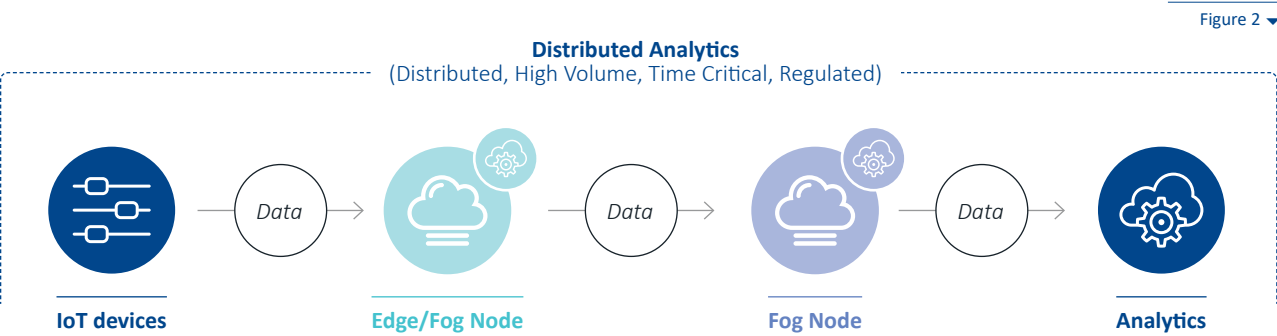 Figure 2
Distributed Analytics
(Distributed, High Volume, Time Critical, Regulated)
Data
Data
Data
IoT devices
Edge/Fog Node
Fog Node
Analytics